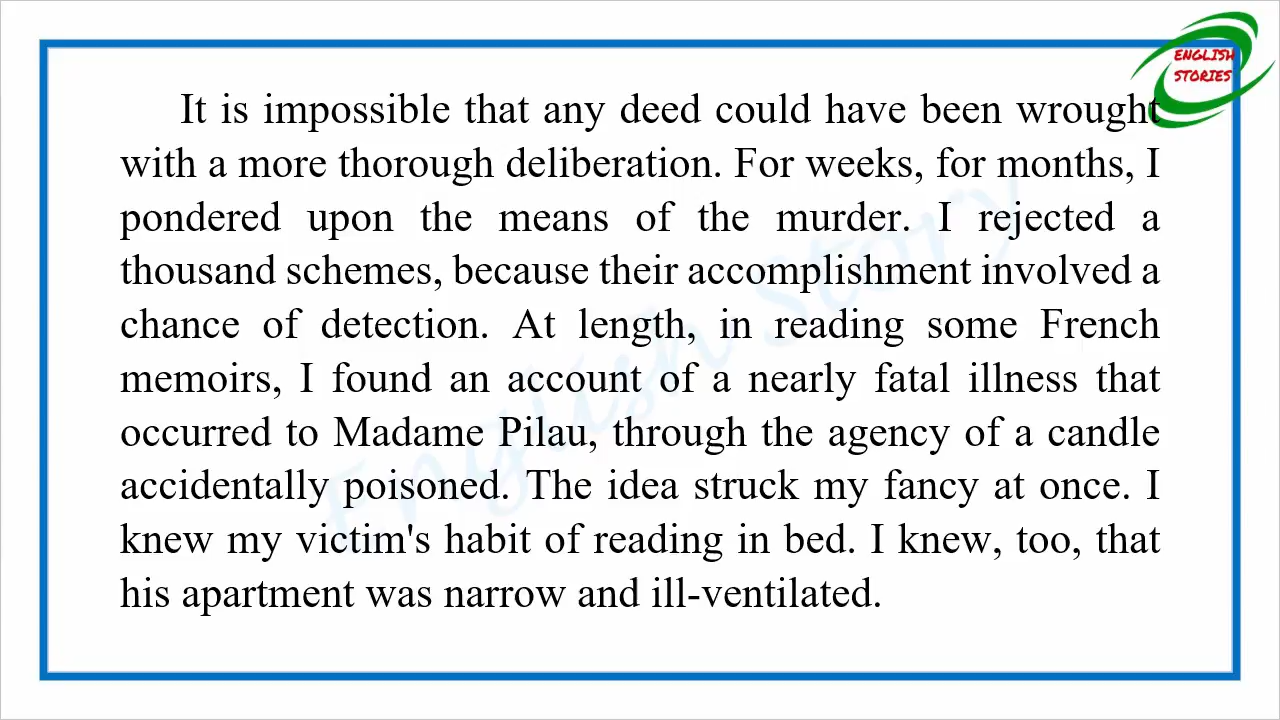 ENGLISH
STORIES
It is impossible that any deed could have been wrought
with a more thorough deliberation. For weeks, for months, I
pondered upon the means of the murder. I rejected a
thousand schemes, because their accomplishment involved a
chance of detection. At length, in reading some French
memoirs, I found an account of a nearly fatal illness that
occurred to Madame Pilau, through the agency of a candle
accidentally poisoned. The idea struck my fancy at once. I
knew my victim's habit of reading in bed. I knew, too, that
his apartment was narrow and ill-ventilated.
English Story